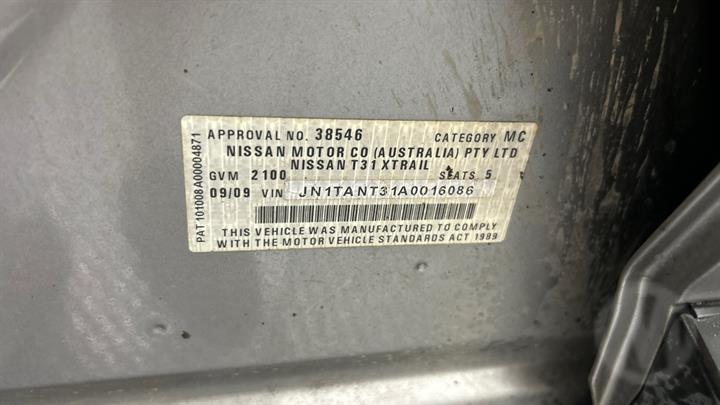 APPROVAL NO. 38546 CATEGORY MC
NISSAN MOTOR CO (AUSTRALIA) PTY LTD
NISSAN T31 XTRAIL
GVM 2100 SEATS 5
09/09 VIN JN1TANT31A0016086
THIS VEHICLE WAS MANUFACTURED TO COMPLY
WITH THE MOTOR VEHICLE STANDARDS ACT 1989
PAT 101008A00004871